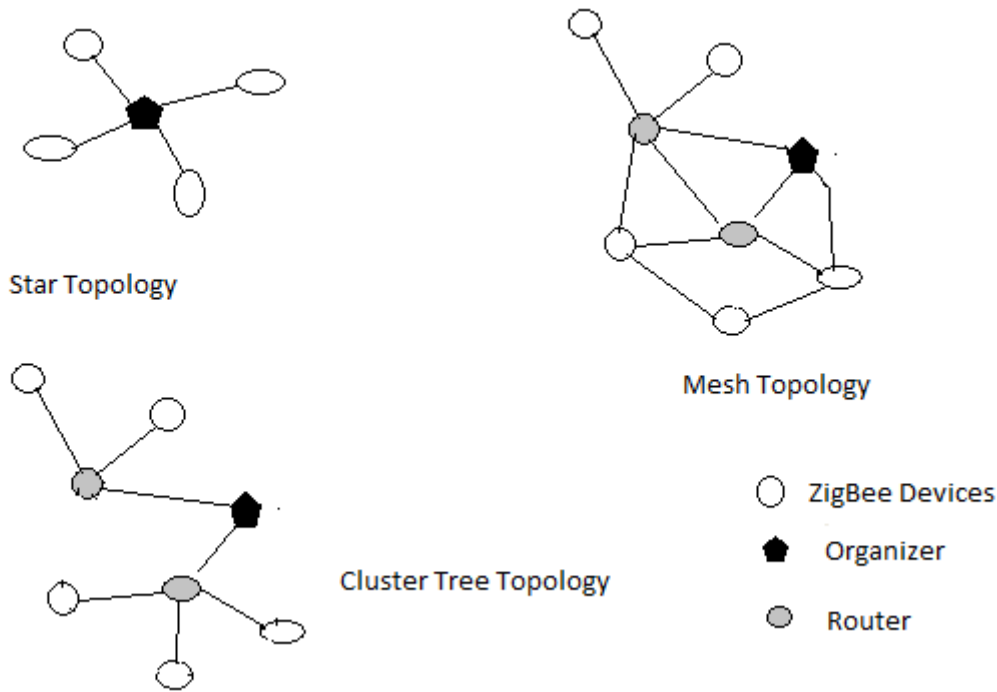 Star Topology
Mesh Topology
Cluster Tree Topology
ZigBee Devices
Organizer
Router